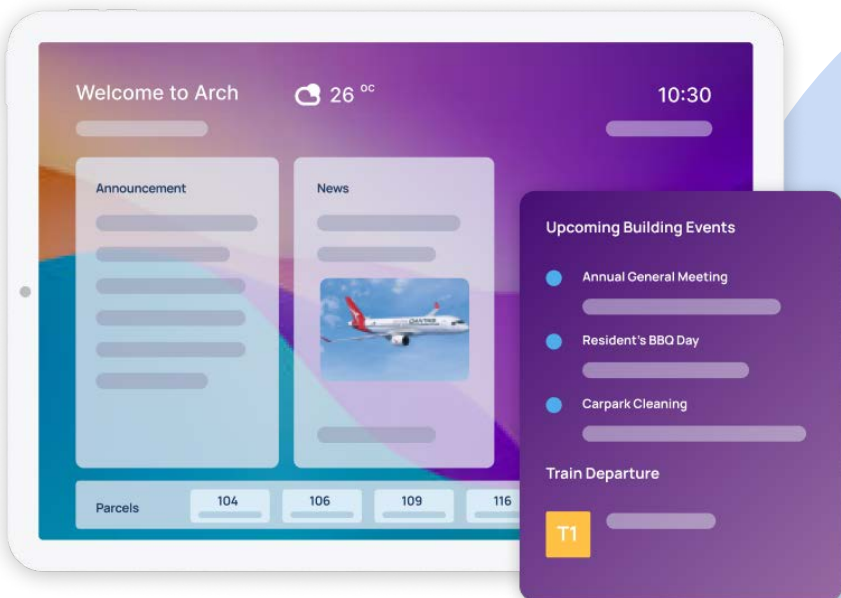 Welcome to Arch
26 °C
10:30
Announcement
News
QANTAS
Upcoming Building Events
Annual General Meeting
Resident's BBQ Day
Carpark Cleaning
Train Departure
T1
Parcels
104
106
109
116